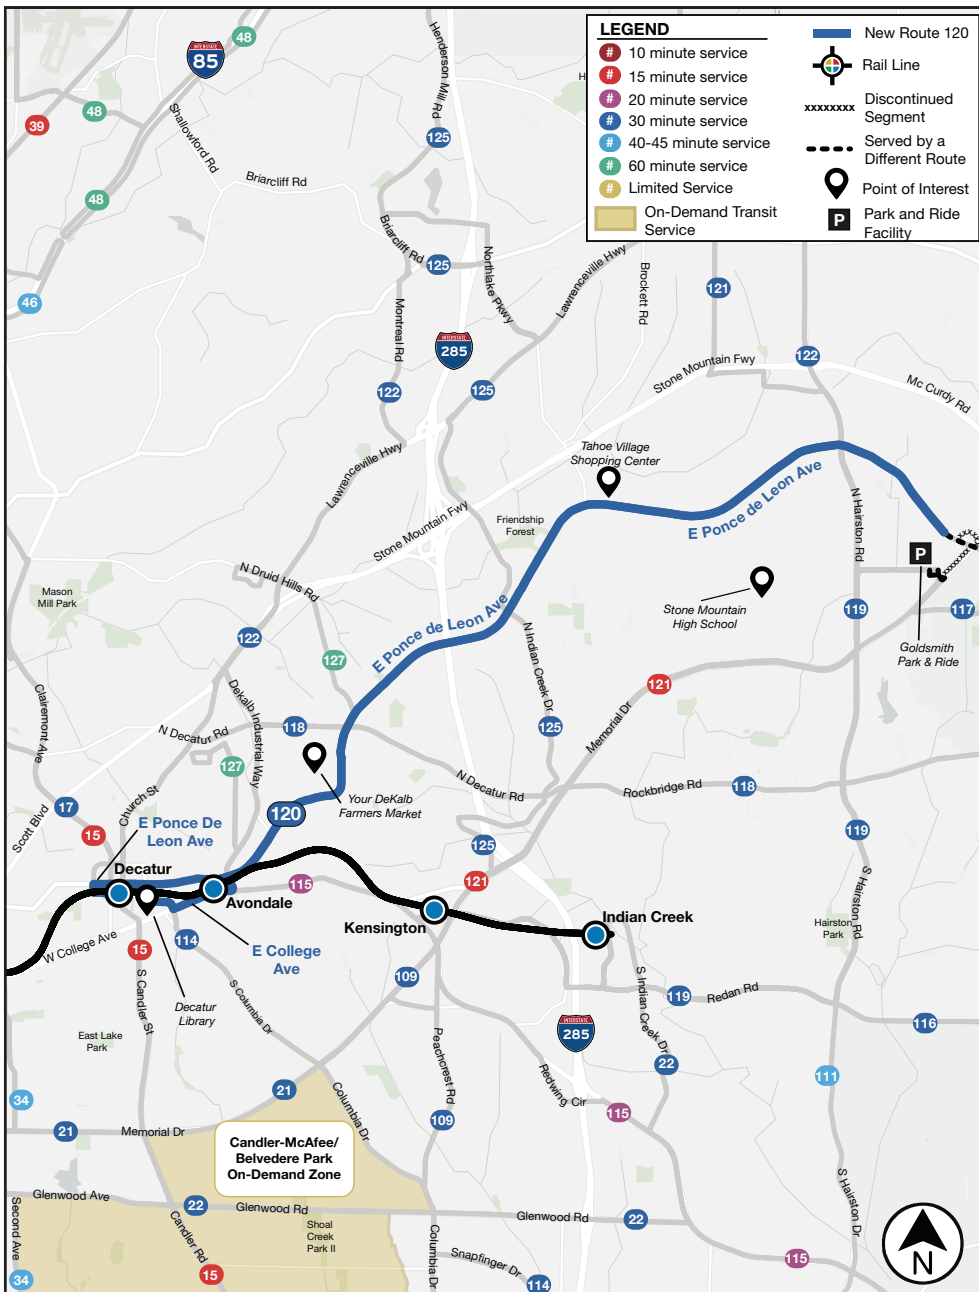 LEGEND
# 10 minute service
# 15 minute service
# 20 minute service
# 30 minute service
# 40-45 minute service
# 60 minute service
# Limited Service
On-Demand Transit
Service
New Route 120
Rail Line
xxxxxxxx Discontinued
Segment
Served by a
Different Route
Point of Interest
P Park and Ride
Facility
48
INTERSTATE
85
Henderson Mill Rd
H
48
39
Shallowford Rd
125
Briarcliff Rd
48
Briarcliff Rd
125
Northlake Pkwy
Lawrenceville Hwy
Brockett Rd
121
46
Montreal Rd
INTERSTATE
285
122
Stone Mountain Fwy
Mc Curdy Rd
122
125
Tahoe Village
Shopping Center
Lawrenceville Hwy
E Ponce de Leon Ave
N Hairston Rd
Stone Mountain Fwy
Friendship
Forest
P
N Druid Hills Rd
Mason
Mill Park
Stone Mountain
High School
119
117
E Ponce de Leon Ave
122
N Indian Creek Dr
Goldsmith
Park & Ride
127
121
Clairemont Ave
Dekalb Industrial Way
118
125
Memorial Dr
N Decatur Rd
127
Your DeKalb
Farmers Market
N Decatur Rd
Rockbridge Rd
118
Scott Blvd
17
Church St
120
15
E Ponce De
Leon Ave
119
125
Decatur
121
115
S Hairston Rd
Avondale
Kensington
Indian Creek
Hairston
Park
W College Ave
15
114
E College
Ave
109
S Candler St
Decatur
Library
S Columbia Dr
S Indian Creek Dr
119
Redan Rd
116
East Lake
Park
Peachcrest Rd
INTERSTATE
285
22
111
34
21
Columbia Dr
Redwing Cir
109
115
21
Memorial Dr
Candler-McAfee/
Belvedere Park
On-Demand Zone
S Hairston Dr
Glenwood Ave
22
Glenwood Rd
Glenwood Rd
22
Second Ave
Candler Rd
Shoal
Creek
Park II
Columbia Dr
Snapfinger Dr
115
34
15
114
N